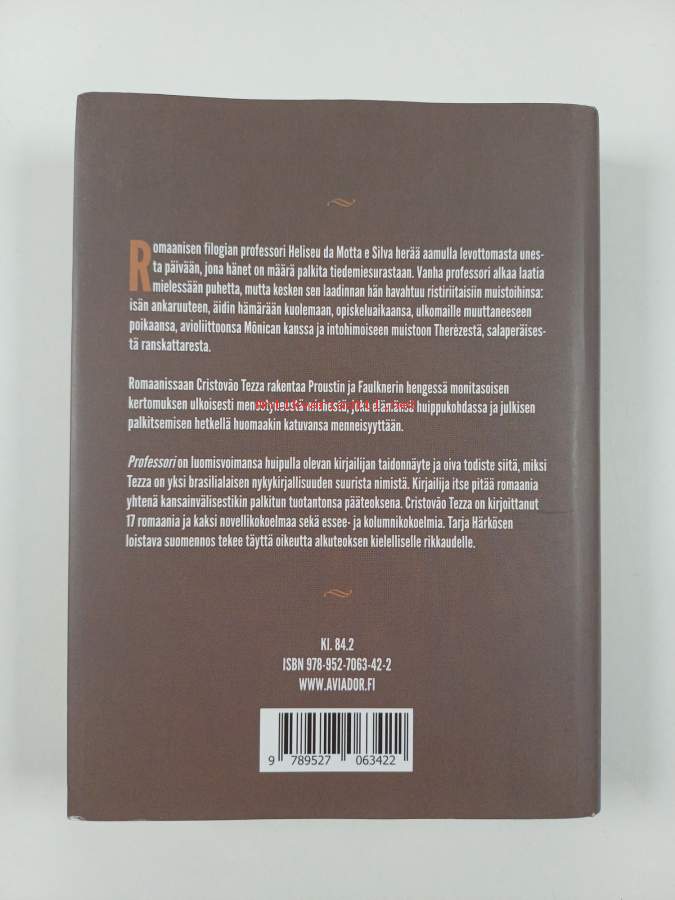 Romaanisen filogian professori Heliseu da Motta e Silva herää aamulla levottomasta unes-
ta päivään, jona hänet on määrä palkita tiedemiesurastaan. Vanha professori alkaa laatia
mielessään puhetta, mutta kesken sen laadinnan hän havahtuu ristiriitaisiin muistoihinsa:
isän ankaruuteen, äidin hämärään kuolemaan, opiskeluaikaansa, ulkomaille muuttaneeseen
poikaansa, avioliittoonsa Mônican kanssa ja intohimoiseen muistoon Therèzestä, salaperäises-
tä ranskattaresta.
Romaanissaan Cristovão Tezza rakentaa Proustin ja Faulknerin hengessä monitasoisen
kertomuksen ulkoisesti menestyneestä miehestä, joka elämänsä huippukohdassa ja julkisen
palkitsemisen hetkellä huomaakin katuvansa menneisyyttään.
Professori on luomisvoimansa huipulla olevan kirjailijan taidonnäyte ja oiva todiste siitä, miksi
Tezza on yksi brasilialaisen nykykirjallisuuden suurista nimistä. Kirjailija itse pitää romaania
yhtenä kansainvälisestikin palkitun tuotantonsa pääteoksena. Cristovão Tezza on kirjoittanut
17 romaania ja kaksi novellikokoelmaa sekä essee- ja kolumnikokoelmia. Tarja Härkösen
loistava suomennos tekee täyttä oikeutta alkuteoksen kielelliselle rikkaudelle.
Kl. 84.2
ISBN 978-952-7063-42-2
WWW.AVIADOR.FI
9 789527 063422